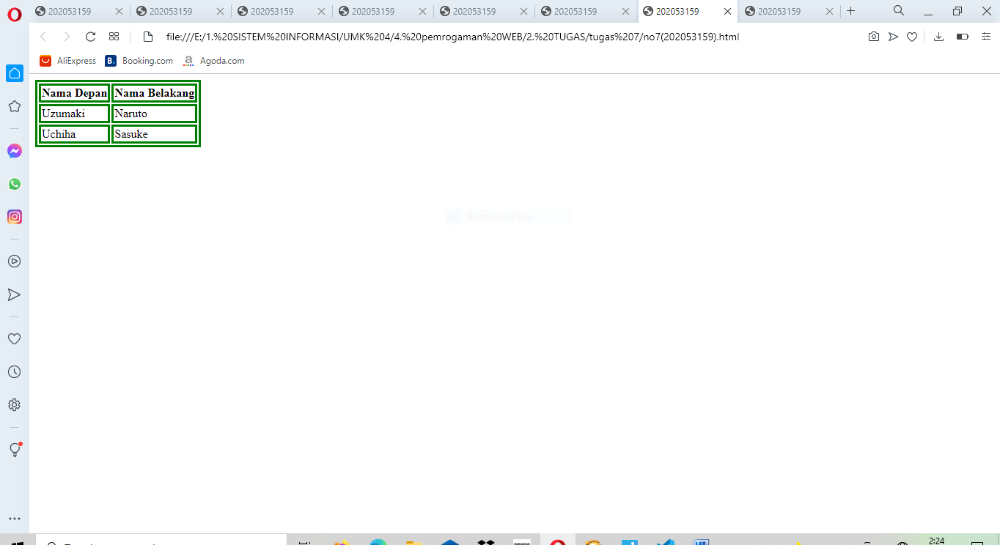 202053159 202053159 202053159 202053159 202053159 202053159 202053159 202053159
file:///E:/1.%20SISTEM%20INFORMASI/UMK%204/4.%20pemrogaman%20WEB/2.%20TUGAS/tugas%207/no7(202053159).html
AliExpress B. Booking.com a Agoda.com
Nama Depan Nama Belakang
Uzumaki Naruto
Uchiha Sasuke
Rectangular Snip
2:24